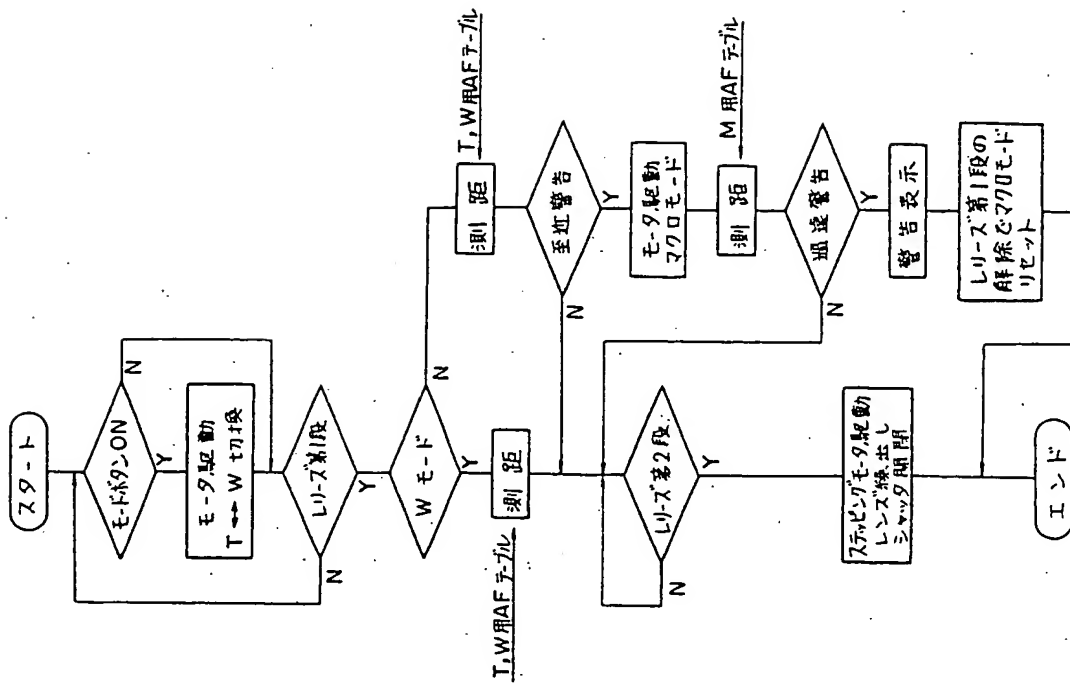 スタート
モードボタンON
Y
N
モータ駆動
T↔W切換
レリーズ第1段
Y
N
Wモード
Y
N
T,W用AFテーブル
測距
レリーズ第2段
Y
N
ステッピングモータ駆動
レンズ繰出し
シャッタ開閉
エンド
T,W用AFテーブル
測距
至近警告
N
Y
モータ駆動
マクロモード
M用AFテーブル
測距
過遠警告
N
Y
警告表示
レリーズ第1段の
解除でマクロモード
リセット